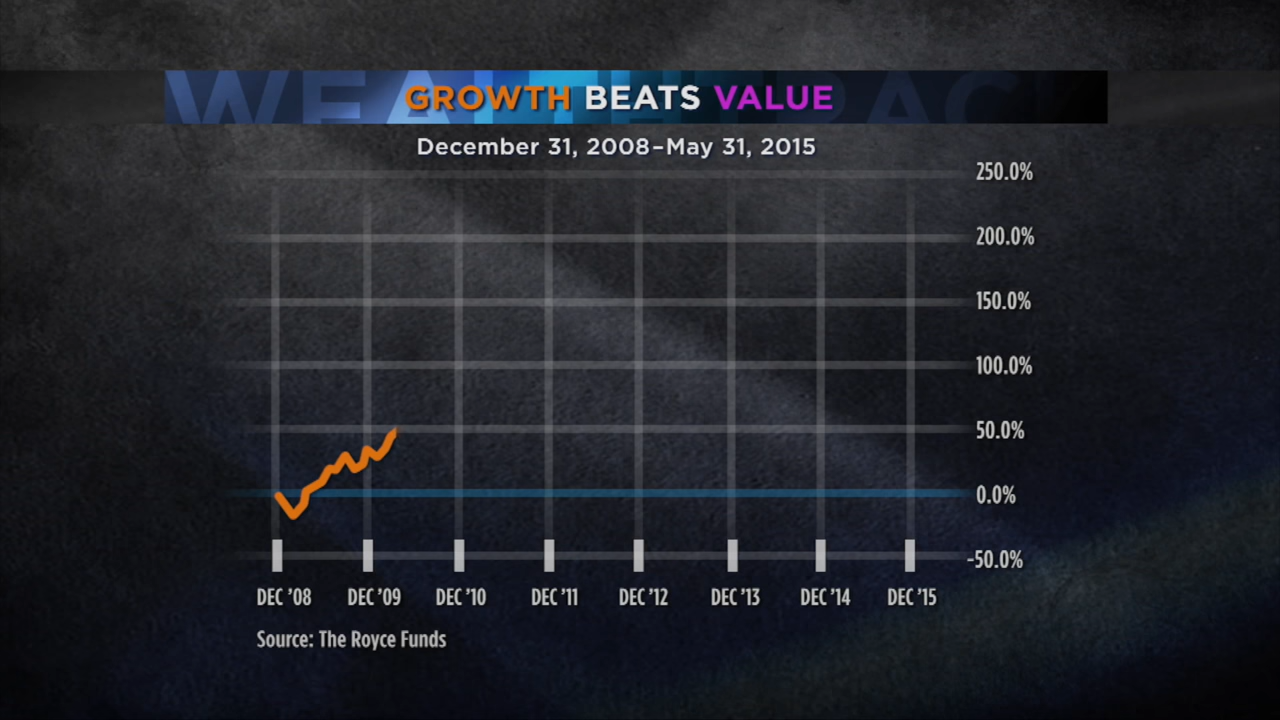 WEALTHTRACK
GROWTH BEATS VALUE
December 31, 2008–May 31, 2015
250.0%
200.0%
150.0%
100.0%
50.0%
0.0%
-50.0%
DEC ’08 DEC ’09 DEC ’10 DEC ’11 DEC ’12 DEC ’13 DEC ’14 DEC ’15
Source: The Royce Funds